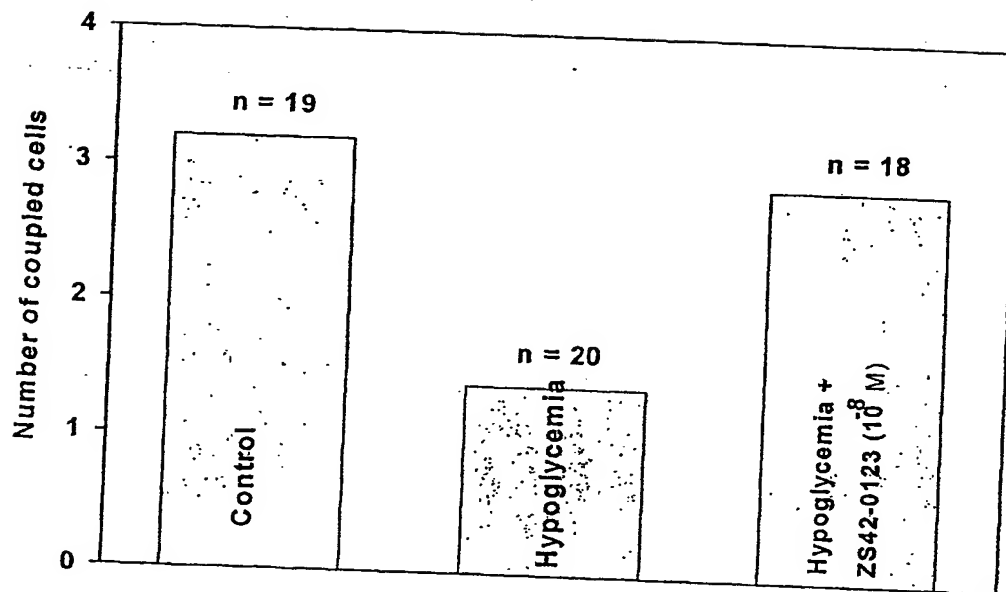 Number of coupled cells
4
3
2
1
0
n = 19
n = 20
n = 18
Control
Hypoglycemia
Hypoglycemia +
ZS42-0123 (10⁻⁸ M)